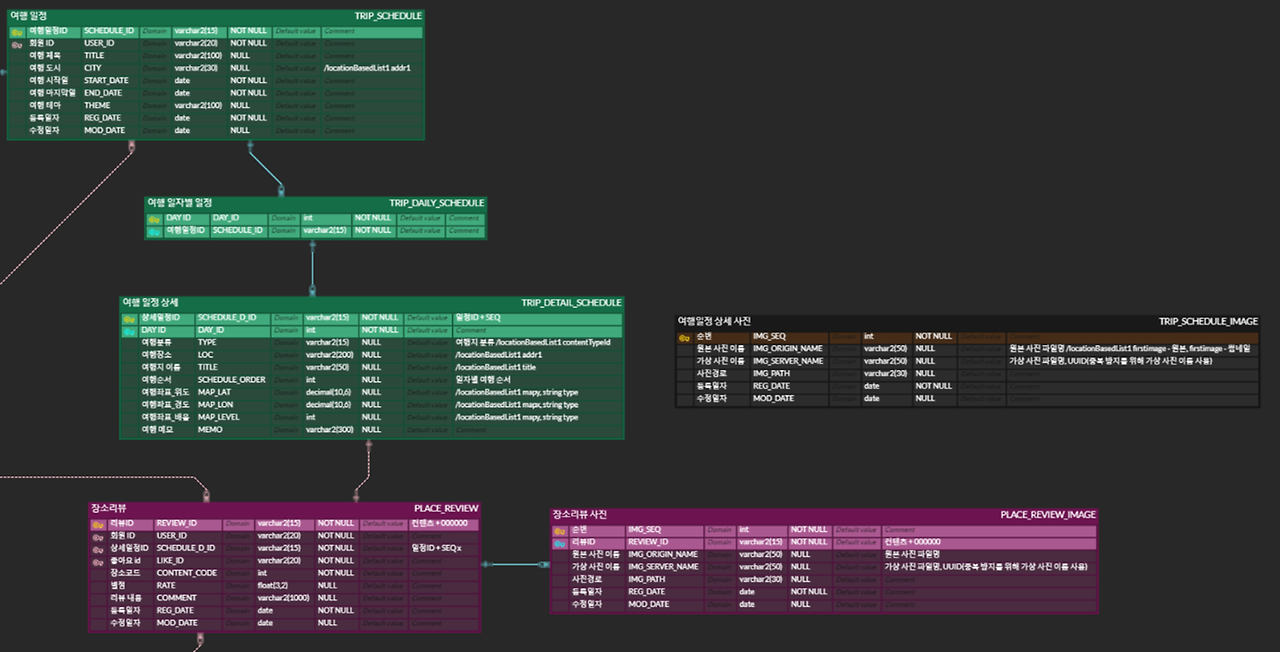 여행 일정 TRIP_SCHEDULE
여행일정ID SCHEDULE_ID Domain varchar2(15) NOT NULL Default value Comment
회원 ID USER_ID Domain varchar2(20) NOT NULL Default value Comment
여행 제목 TITLE Domain varchar2(100) NULL Default value Comment
여행 도시 CITY Domain varchar2(30) NULL Default value /locationBasedList1 addr1
여행 시작일 START_DATE Domain date NOT NULL Default value Comment
여행 마지막일 END_DATE Domain date NOT NULL Default value Comment
여행 테마 THEME Domain varchar2(100) NULL Default value Comment
등록일자 REG_DATE Domain date NOT NULL Default value Comment
수정일자 MOD_DATE Domain date NULL Default value Comment
여행 일자별 일정 TRIP_DAILY_SCHEDULE
DAY ID DAY_ID Domain int NOT NULL Default value Comment
여행일정ID SCHEDULE_ID Domain varchar2(15) NOT NULL Default value Comment
여행 일정 상세 TRIP_DETAIL_SCHEDULE
상세일정ID SCHEDULE_D_ID Domain varchar2(15) NOT NULL Default value 일정ID + SEQ
DAY ID DAY_ID Domain int NOT NULL Default value Comment
여행분류 TYPE Domain varchar2(15) NULL Default value 여행지 분류 /locationBasedList1 contentTypeId
여행장소 LOC Domain varchar2(200) NULL Default value /locationBasedList1 addr1
여행지 이름 TITLE Domain varchar2(50) NULL Default value /locationBasedList1 title
여행순서 SCHEDULE_ORDER Domain int NULL Default value 일자별 여행 순서
여행좌표_위도 MAP_LAT Domain decimal(10,6) NULL Default value /locationBasedList1 mapy, string type
여행좌표_경도 MAP_LON Domain decimal(10,6) NULL Default value /locationBasedList1 mapx, string type
여행좌표_배율 MAP_LEVEL Domain int NULL Default value /locationBasedList1 mapy, string type
여행 메모 MEMO Domain varchar2(300) NULL Default value Comment
여행일정 상세 사진 TRIP_SCHEDULE_IMAGE
순번 IMG_SEQ Domain int NOT NULL Default value Comment
원본 사진 이름 IMG_ORIGIN_NAME Domain varchar2(50) NULL Default value 원본 사진 파일명 /locationBasedList1 firstimage - 원본, firstimage - 썸네일
가상 사진 이름 IMG_SERVER_NAME Domain varchar2(50) NULL Default value 가상 사진 파일명, UUID(중복 방지를 위해 가상 사진 이름 사용)
사진경로 IMG_PATH Domain varchar2(30) NULL Default value Comment
등록일자 REG_DATE Domain date NOT NULL Default value Comment
수정일자 MOD_DATE Domain date NULL Default value Comment
장소리뷰 PLACE_REVIEW
리뷰ID REVIEW_ID Domain varchar2(15) NOT NULL Default value 컨텐츠 + 000000
회원 ID USER_ID Domain varchar2(20) NOT NULL Default value Comment
상세일정ID SCHEDULE_D_ID Domain varchar2(15) NOT NULL Default value 일정ID + SEQ x
좋아요 id LIKE_ID Domain varchar2(20) NOT NULL Default value Comment
장소코드 CONTENT_CODE Domain int NOT NULL Default value Comment
별점 RATE Domain float(3,2) NULL Default value Comment
리뷰 내용 COMMENT Domain varchar2(1000) NULL Default value Comment
등록일자 REG_DATE Domain date NOT NULL Default value Comment
수정일자 MOD_DATE Domain date NULL Default value Comment
장소리뷰 사진 PLACE_REVIEW_IMAGE
순번 IMG_SEQ Domain int NOT NULL Default value Comment
리뷰ID REVIEW_ID Domain varchar2(15) NOT NULL Default value 컨텐츠 + 000000
원본 사진 이름 IMG_ORIGIN_NAME Domain varchar2(50) NULL Default value 원본 사진 파일명
가상 사진 이름 IMG_SERVER_NAME Domain varchar2(50) NULL Default value 가상 사진 파일명, UUID(중복 방지를 위해 가상 사진 이름 사용)
사진경로 IMG_PATH Domain varchar2(30) NULL Default value Comment
등록일자 REG_DATE Domain date NOT NULL Default value Comment
수정일자 MOD_DATE Domain date NULL Default value Comment